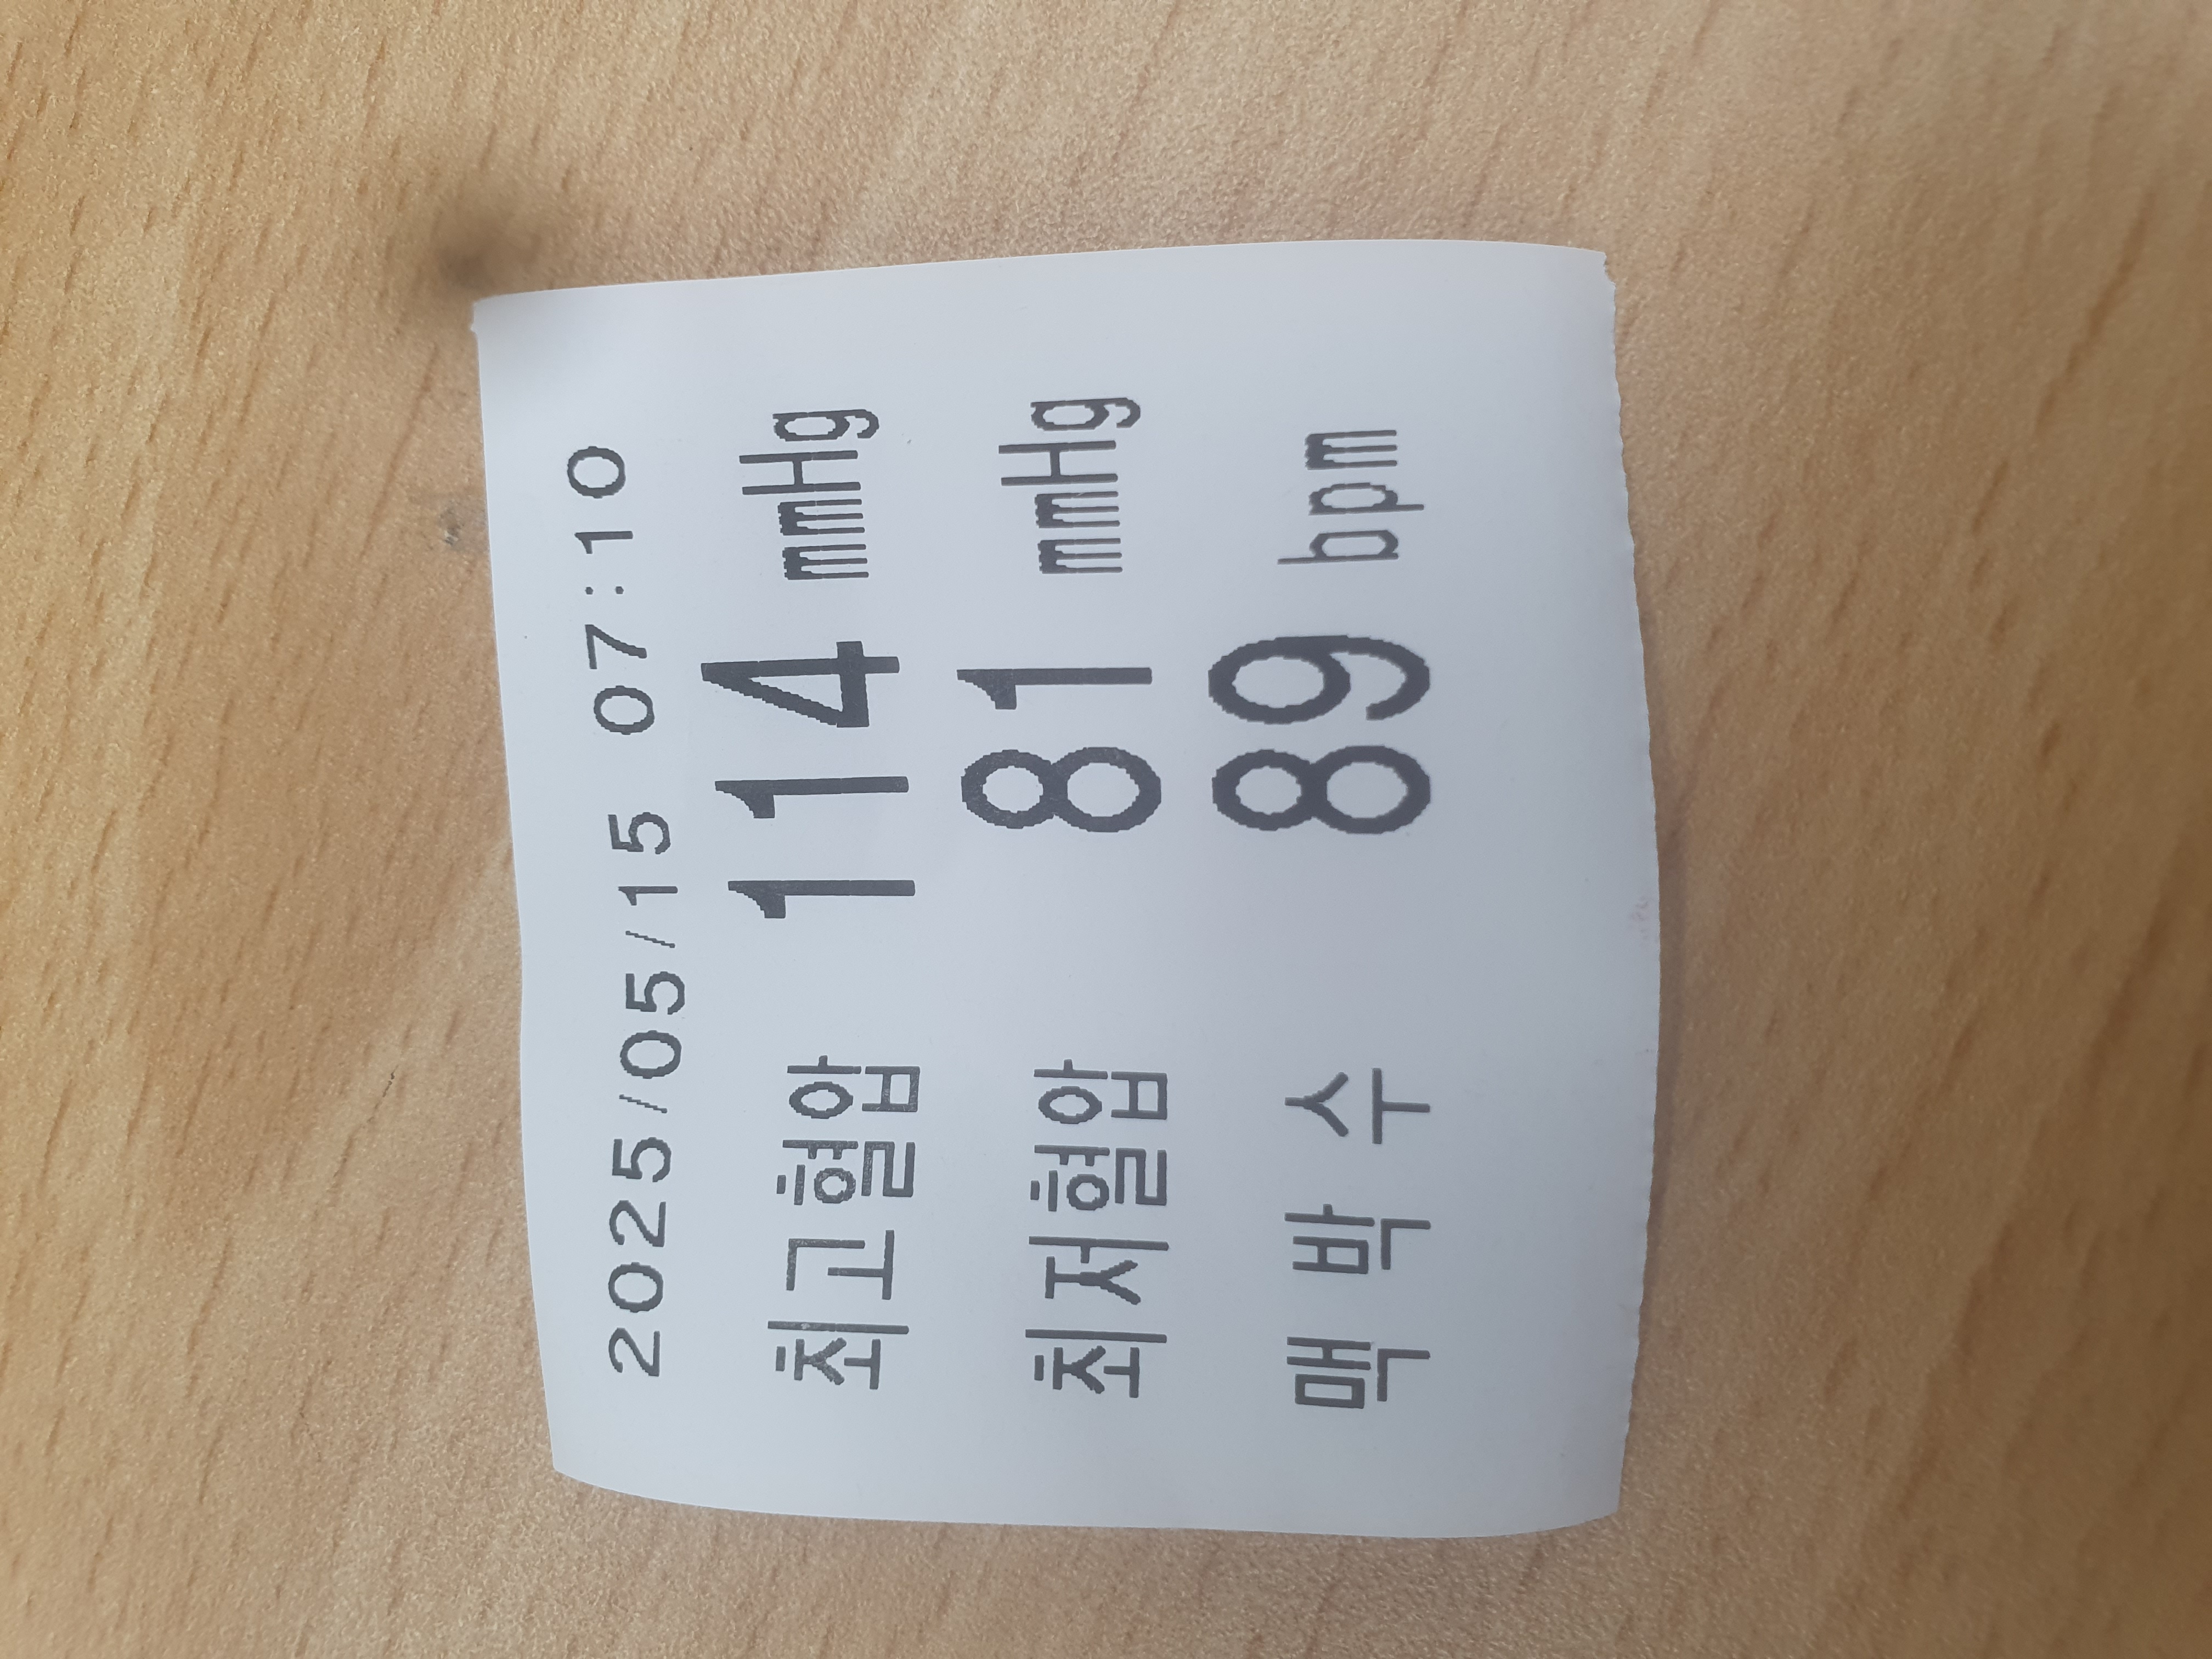 2025/05/15 07:10
최고혈압 114 mmHg
최저혈압 81 mmHg
맥 박 수 89 bpm